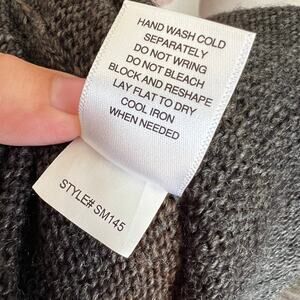 HAND WASH COLD
SEPARATELY
DO NOT WRING
DO NOT BLEACH
BLOCK AND RESHAPE
LAY FLAT TO DRY
COOL IRON
WHEN NEEDED
STYLE# SM145